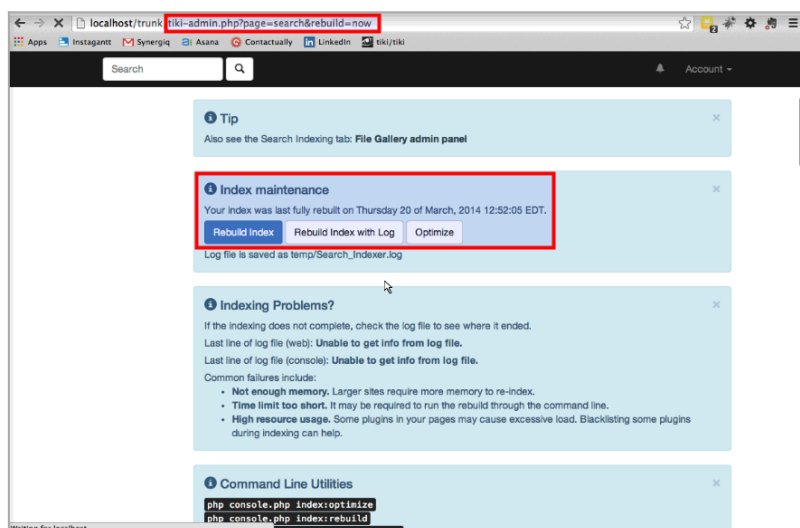 localhost/trunk/tiki-admin.php?page=search&rebuild=now
Apps Instagantt Synergiq Asana Contactually LinkedIn tiki/tiki
Search Account
Tip
Also see the Search Indexing tab: File Gallery admin panel
Index maintenance
Your index was last fully rebuilt on Thursday 20 of March, 2014 12:52:05 EDT.
Rebuild Index Rebuild Index with Log Optimize
Log file is saved as temp/Search_Indexer.log
Indexing Problems?
If the indexing does not complete, check the log file to see where it ended.
Last line of log file (web): Unable to get info from log file.
Last line of log file (console): Unable to get info from log file.
Common failures include:
• Not enough memory. Larger sites require more memory to re-index.
• Time limit too short. It may be required to run the rebuild through the command line.
• High resource usage. Some plugins in your pages may cause excessive load. Blacklisting some plugins
during indexing can help.
Command Line Utilities
php console.php index:optimize
php console.php index:rebuild
Waiting for localhost